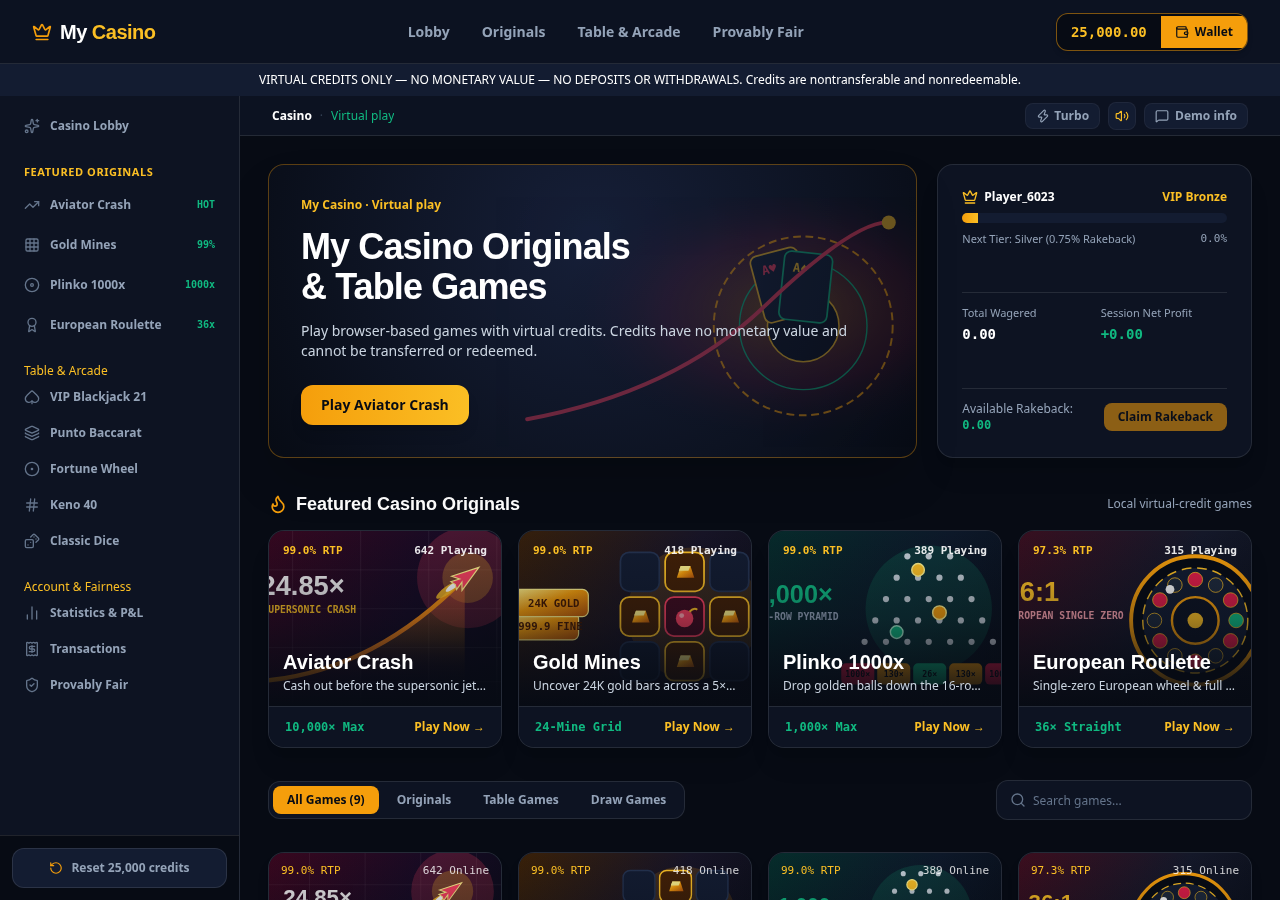 My Casino
Lobby
Originals
Table & Arcade
Provably Fair
25,000.00
Wallet
VIRTUAL CREDITS ONLY — NO MONETARY VALUE — NO DEPOSITS OR WITHDRAWALS. Credits are nontransferable and nonredeemable.
Casino Lobby
FEATURED ORIGINALS
Aviator Crash HOT
Gold Mines 99%
Plinko 1000x 1000x
European Roulette 36x
Table & Arcade
VIP Blackjack 21
Punto Baccarat
Fortune Wheel
Keno 40
Classic Dice
Account & Fairness
Statistics & P&L
Transactions
Provably Fair
Reset 25,000 credits
Casino · Virtual play
Turbo
Demo info
My Casino · Virtual play
My Casino Originals
& Table Games
Play browser-based games with virtual credits. Credits have no monetary value and
cannot be transferred or redeemed.
Play Aviator Crash
A♥
Player_6023
VIP Bronze
Next Tier: Silver (0.75% Rakeback) 0.0%
Total Wagered
0.00
Session Net Profit
+0.00
Available Rakeback:
0.00
Claim Rakeback
Featured Casino Originals
Local virtual-credit games
99.0% RTP 642 Playing
24.85×
UPERSONIC CRASH
Aviator Crash
Cash out before the supersonic jet...
10,000× Max Play Now →
99.0% RTP 418 Playing
24K GOLD
999.9 FINE
Gold Mines
Uncover 24K gold bars across a 5×...
24-Mine Grid Play Now →
99.0% RTP 389 Playing
,000×
-ROW PYRAMID
130× 26× 130×
Plinko 1000x
Drop golden balls down the 16-ro...
1,000× Max Play Now →
97.3% RTP 315 Playing
6:1
ROPEAN SINGLE ZERO
European Roulette
Single-zero European wheel & full ...
36× Straight Play Now →
All Games (9)
Originals
Table Games
Draw Games
Search games...
99.0% RTP 642 Online
24.85×
99.0% RTP 418 Online
99.0% RTP 389 Online
97.3% RTP 315 Online